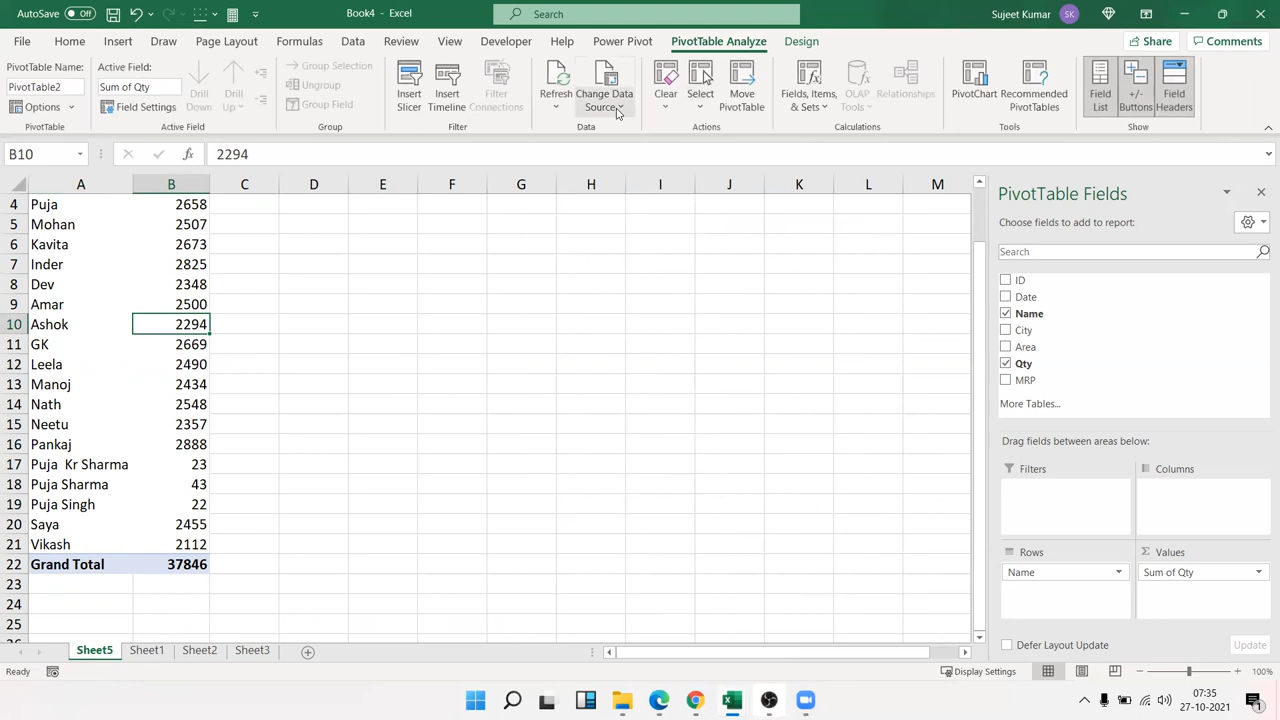 AutoSave Off Book4 - Excel Search Sujeet Kumar SK
File Home Insert Draw Page Layout Formulas Data Review View Developer Help Power Pivot PivotTable Analyze Design Share Comments
PivotTable Name:
PivotTable2
Options
PivotTable
Active Field:
Sum of Qty
Field Settings
Drill Down
Drill Up
Active Field
Group Selection
Ungroup
Group Field
Group
Insert Slicer
Insert Timeline
Filter Connections
Filter
Refresh
Change Data Source
Data
Clear
Select
Move PivotTable
Actions
Fields, Items, & Sets
OLAP Tools
Relationships
Calculations
PivotChart
Recommended PivotTables
Tools
Field List
+/- Buttons
Field Headers
Show
B10 fx 2294
A B C D E F G H I J K L M
4 Puja 2658
5 Mohan 2507
6 Kavita 2673
7 Inder 2825
8 Dev 2348
9 Amar 2500
10 Ashok 2294
11 GK 2669
12 Leela 2490
13 Manoj 2434
14 Nath 2548
15 Neetu 2357
16 Pankaj 2888
17 Puja  Kr Sharma 23
18 Puja Sharma 43
19 Puja Singh 22
20 Saya 2455
21 Vikash 2112
22 Grand Total 37846
23
24
25
PivotTable Fields
Choose fields to add to report:
Search
ID
Date
Name
City
Area
Qty
MRP
More Tables...
Drag fields between areas below:
Filters
Columns
Rows
Name
Values
Sum of Qty
Defer Layout Update Update
Sheet5 Sheet1 Sheet2 Sheet3
Ready Display Settings 100%
07:35
27-10-2021
1